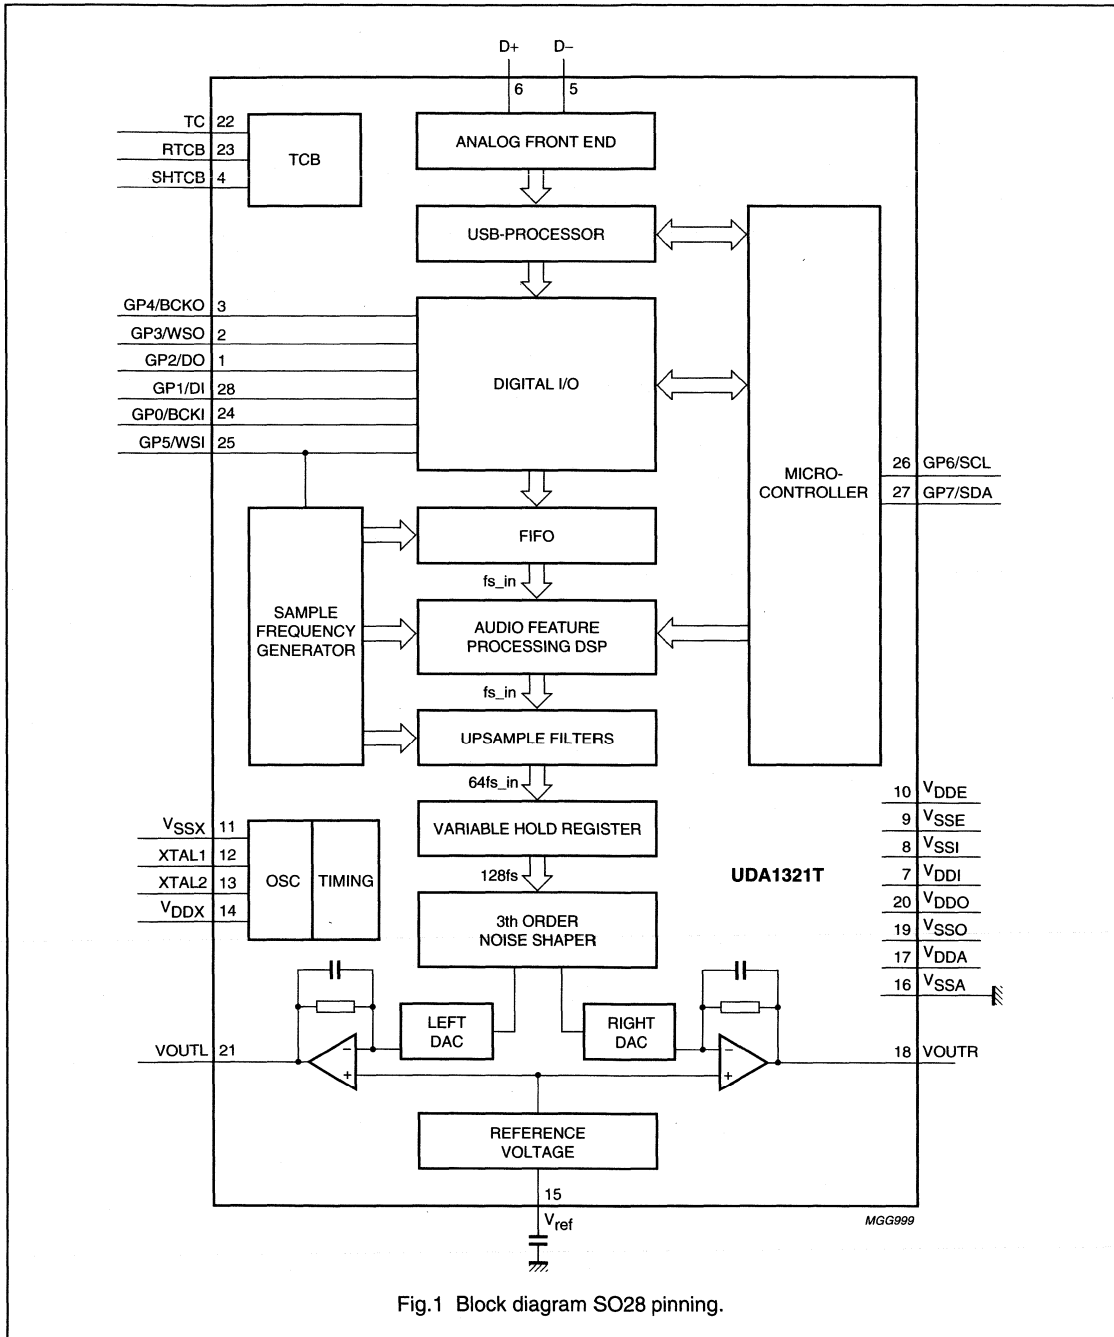 D+ D−
6 5
TC 22
RTCB 23
SHTCB 4
TCB
ANALOG FRONT END
USB-PROCESSOR
GP4/BCKO 3
GP3/WSO 2
GP2/DO 1
GP1/DI 28
GP0/BCKI 24
GP5/WSI 25
DIGITAL I/O
MICRO-
CONTROLLER
26 GP6/SCL
27 GP7/SDA
FIFO
fs_in
SAMPLE
FREQUENCY
GENERATOR
AUDIO FEATURE
PROCESSING DSP
fs_in
UPSAMPLE FILTERS
64fs_in
VARIABLE HOLD REGISTER
128fs
3th ORDER
NOISE SHAPER
VSSX 11
XTAL1 12
XTAL2 13
VDDX 14
OSC TIMING
UDA1321T
10 VDDE
9 VSSE
8 VSSI
7 VDDI
20 VDDO
19 VSSO
17 VDDA
16 VSSA
LEFT
DAC
RIGHT
DAC
VOUTL 21
− +
− +
18 VOUTR
REFERENCE
VOLTAGE
15
Vref
MGG999
Fig.1 Block diagram SO28 pinning.